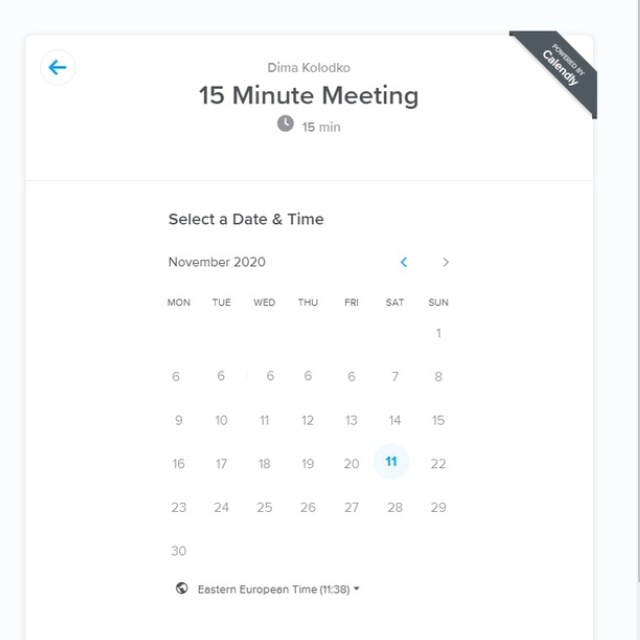 POWERED BY
Calendly
Dima Kolodko
15 Minute Meeting
15 min
Select a Date & Time
November 2020
MON TUE WED THU FRI SAT SUN
1
6 6 6 6 6 7 8
9 10 11 12 13 14 15
16 17 18 19 20 11 22
23 24 25 26 27 28 29
30
Eastern European Time (11:38)